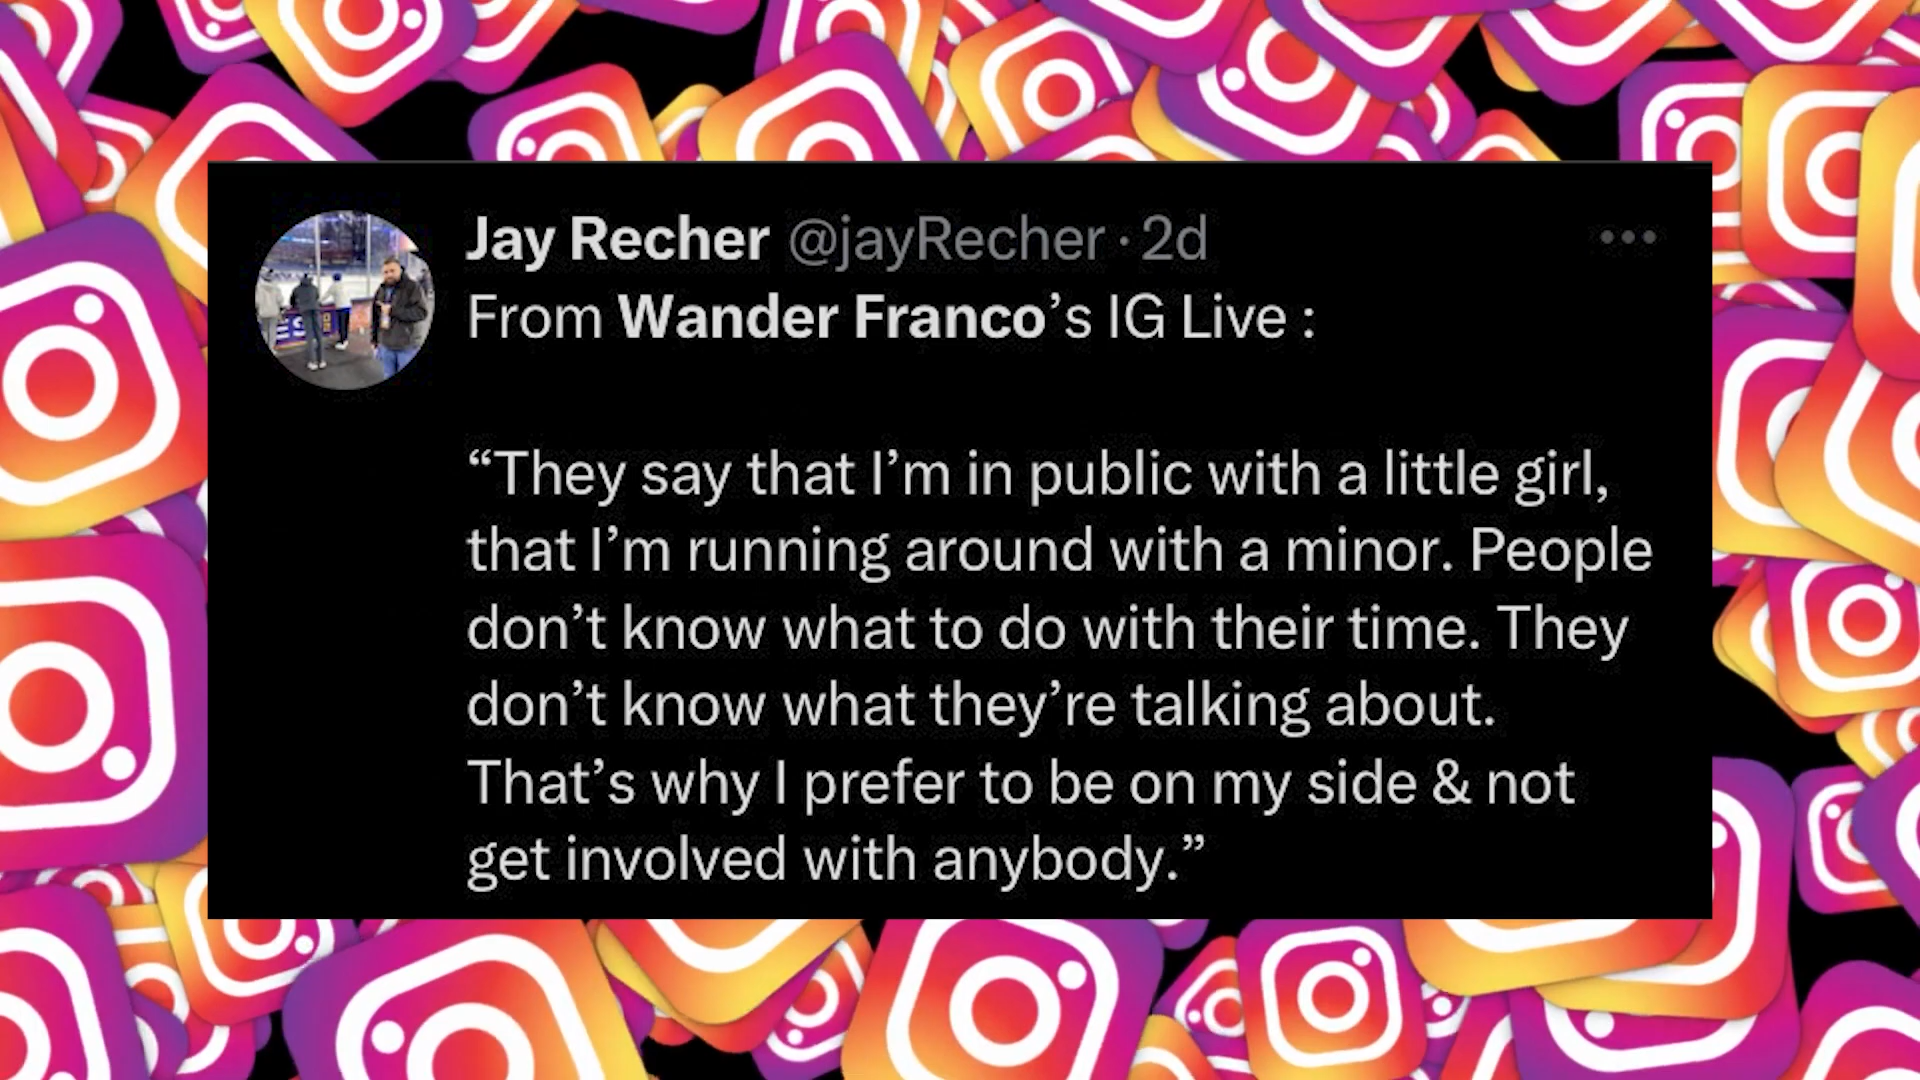 Jay Recher @jayRecher · 2d
From Wander Franco’s IG Live :
“They say that I’m in public with a little girl,
that I’m running around with a minor. People
don’t know what to do with their time. They
don’t know what they’re talking about.
That’s why I prefer to be on my side & not
get involved with anybody.”